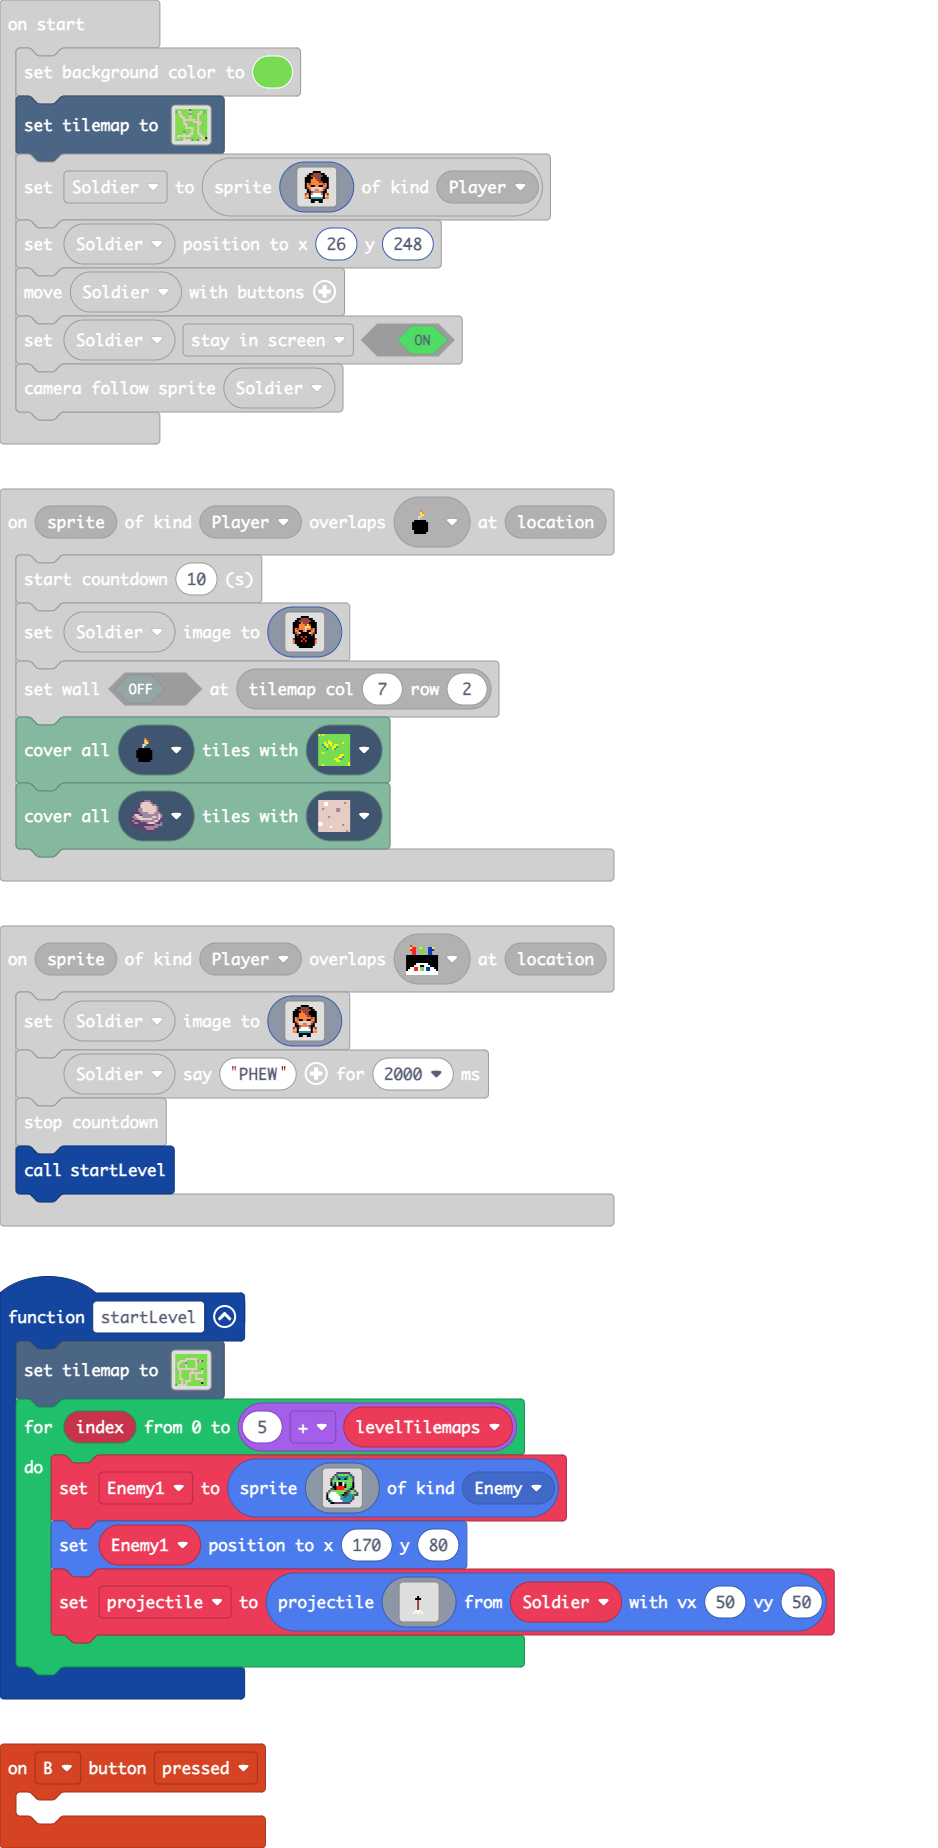 on start
set background color to
set tilemap to
set Soldier to sprite of kind Player
set Soldier position to x 26 y 248
move Soldier with buttons
set Soldier stay in screen ON
camera follow sprite Soldier
on sprite of kind Player overlaps at location
start countdown 10 (s)
set Soldier image to
set wall OFF at tilemap col 7 row 2
cover all tiles with
cover all tiles with
on sprite of kind Player overlaps at location
set Soldier image to
Soldier say "PHEW" for 2000 ms
stop countdown
call startLevel
function startLevel
set tilemap to
for index from 0 to 5 + levelTilemaps
do
set Enemy1 to sprite of kind Enemy
set Enemy1 position to x 170 y 80
set projectile to projectile from Soldier with vx 50 vy 50
on B button pressed